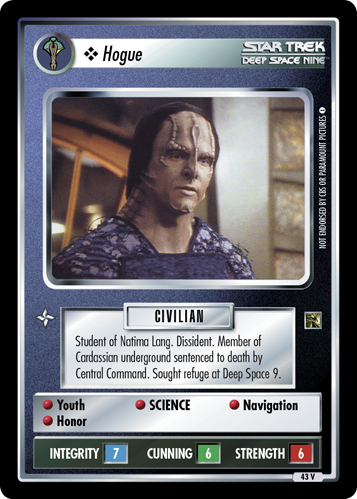 ❖ Hogue
STAR TREK
DEEP SPACE NINE™
NOT ENDORSED BY CBS OR PARAMOUNT PICTURES
CIVILIAN
Student of Natima Lang. Dissident. Member of
Cardassian underground sentenced to death by
Central Command. Sought refuge at Deep Space 9.
Youth SCIENCE Navigation
Honor
INTEGRITY 7 CUNNING 6 STRENGTH 6
43 V